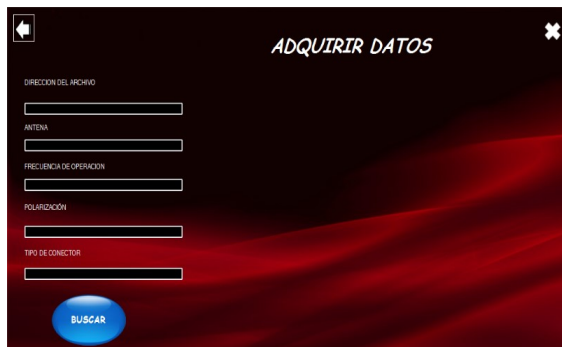 ADQUIRIR DATOS
DIRECCION DEL ARCHIVO
ANTENA
FRECUENCIA DE OPERACION
POLARIZACIÓN
TIPO DE CONECTOR
BUSCAR